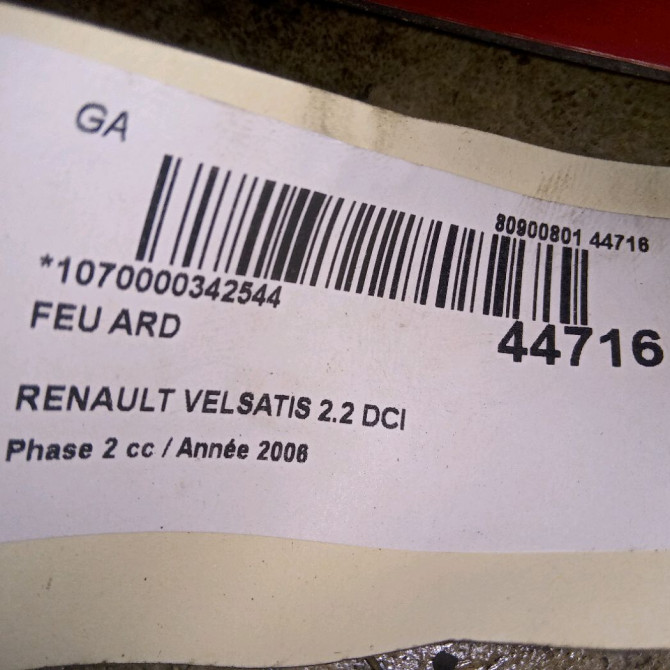 GA
80900801 44716
*1070000342544
FEU ARD
44716
RENAULT VELSATIS 2.2 DCI
Phase 2 cc / Année 2006